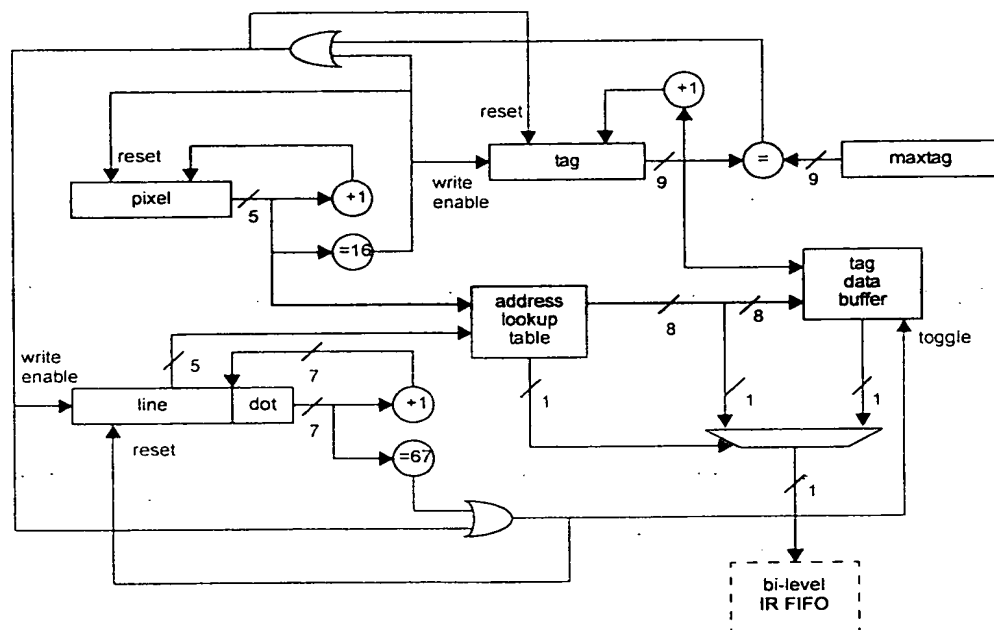 reset
+1
reset
tag
9
=
9
maxtag
write
enable
pixel
5
+1
=16
tag
data
buffer
address
lookup
table
8
8
toggle
write
enable
5
7
line
dot
7
+1
1
1
1
reset
=67
1
bi-level
IR FIFO